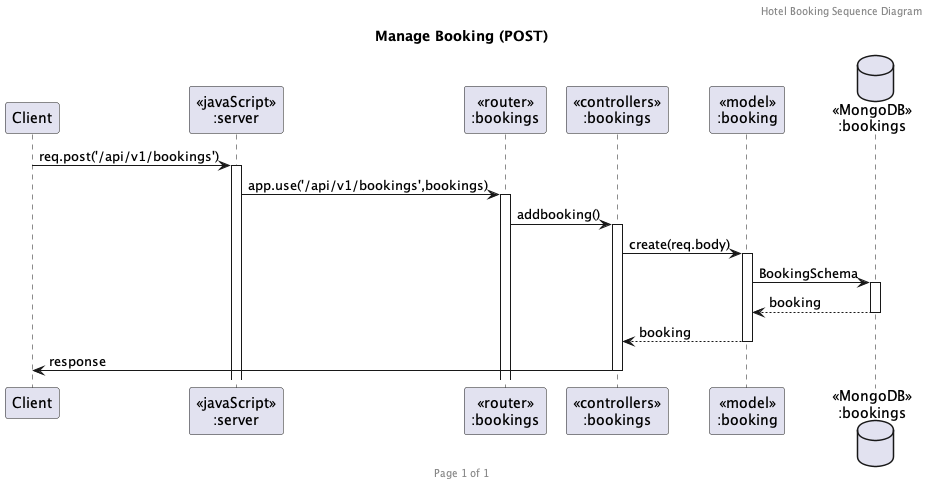 Hotel Booking Sequence Diagram
Manage Booking (POST)
Client
«javaScript»
:server
«router»
:bookings
«controllers»
:bookings
«model»
:booking
«MongoDB»
:bookings
req.post('/api/v1/bookings')
app.use('/api/v1/bookings',bookings)
addbooking()
create(req.body)
BookingSchema
booking
booking
response
Client
«javaScript»
:server
«router»
:bookings
«controllers»
:bookings
«model»
:booking
«MongoDB»
:bookings
Page 1 of 1